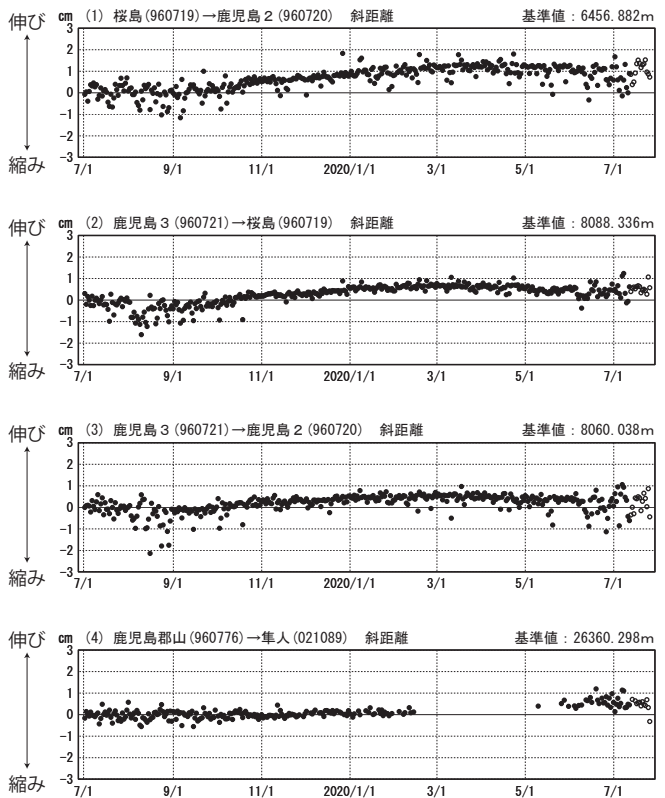 伸び cm (1) 桜島(960719)→鹿児島2(960720) 斜距離 基準値：6456.882m
3
2
1
0
-1
-2
縮み -3
7/1 9/1 11/1 2020/1/1 3/1 5/1 7/1
伸び cm (2) 鹿児島3(960721)→桜島(960719) 斜距離 基準値：8088.336m
3
2
1
0
-1
-2
縮み -3
7/1 9/1 11/1 2020/1/1 3/1 5/1 7/1
伸び cm (3) 鹿児島3(960721)→鹿児島2(960720) 斜距離 基準値：8060.038m
3
2
1
0
-1
-2
縮み -3
7/1 9/1 11/1 2020/1/1 3/1 5/1 7/1
伸び cm (4) 鹿児島郡山(960776)→隼人(021089) 斜距離 基準値：26360.298m
3
2
1
0
-1
-2
縮み -3
7/1 9/1 11/1 2020/1/1 3/1 5/1 7/1